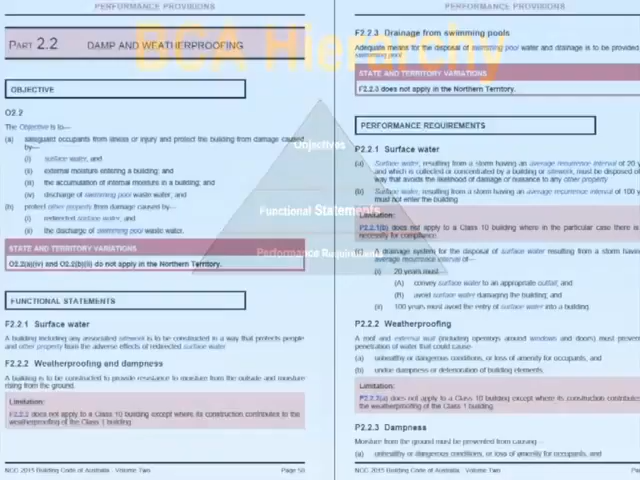 PERFORMANCE PROVISIONS
BCA Hierarchy
PART 2.2 DAMP AND WEATHERPROOFING
OBJECTIVE
O2.2
The Objective is to—
(a) safeguard occupants from illness or injury and protect the building from damage caused
by—
(i) surface water; and
(ii) external moisture entering a building; and
(iii) the accumulation of internal moisture in a building; and
(iv) discharge of swimming pool waste water.
(b) protect other property from damage caused by—
(i) redirected surface water; and
(ii) the discharge of swimming pool waste water.
STATE AND TERRITORY VARIATIONS
O2.2(a)(iv) and O2.2(b)(ii) do not apply in the Northern Territory.
FUNCTIONAL STATEMENTS
F2.2.1 Surface water
A building including any associated sitework is to be constructed in a way that protects people
and other property from the adverse effects of redirected surface water.
F2.2.2 Weatherproofing and dampness
A building is to be constructed to provide resistance to moisture from the outside and moisture
rising from the ground.
Limitation:
F2.2.2 does not apply to a Class 10 building except where its construction contributes to the
weatherproofing of the Class 1 building.
NCC 2015 Building Code of Australia - Volume Two
Objectives
Functional Statements
Performance Requirement
PERFORMANCE PROVISIONS
F2.2.3 Drainage from swimming pools
Adequate means for the disposal of swimming pool water and drainage is to be provided
swimming pool
STATE AND TERRITORY VARIATIONS
F2.2.3 does not apply in the Northern Territory.
PERFORMANCE REQUIREMENTS
P2.2.1 Surface water
(a) Surface water, resulting from a storm having an average recurrence interval of 20 y
and which is collected or concentrated by a building or sitework, must be disposed of
way that avoids the likelihood of damage or nuisance to any other property
(b) Surface water, resulting from a storm having an average recurrence interval of 100 y
must not enter the building
Limitation:
P2.2.1(b) does not apply to a Class 10 building where in the particular case there is
necessity for compliance.
drainage system for the disposal of surface water resulting from a storm having
average recurrence interval of—
(i) 20 years must—
(A) convey surface water to an appropriate outfall; and
(B) avoid surface water damaging the building; and
(ii) 100 years must avoid the entry of surface water into a building
P2.2.2 Weatherproofing
A roof and external wall (including openings around windows and doors) must preven
penetration of water that could cause-
(a) unhealthy or dangerous conditions, or loss of amenity for occupants; and
(b) undue dampness or deterioration of building elements.
Limitation:
P2.2.2(a) does not apply to a Class 10 building except where its construction contributes
the weatherproofing of the Class 1 building
P2.2.3 Dampness
Moisture from the ground must be prevented from causing—
(a) unhealthy or dangerous conditions, or loss of amenity for occupants; and
NCC 2015 Building Code of Australia - Volume Two